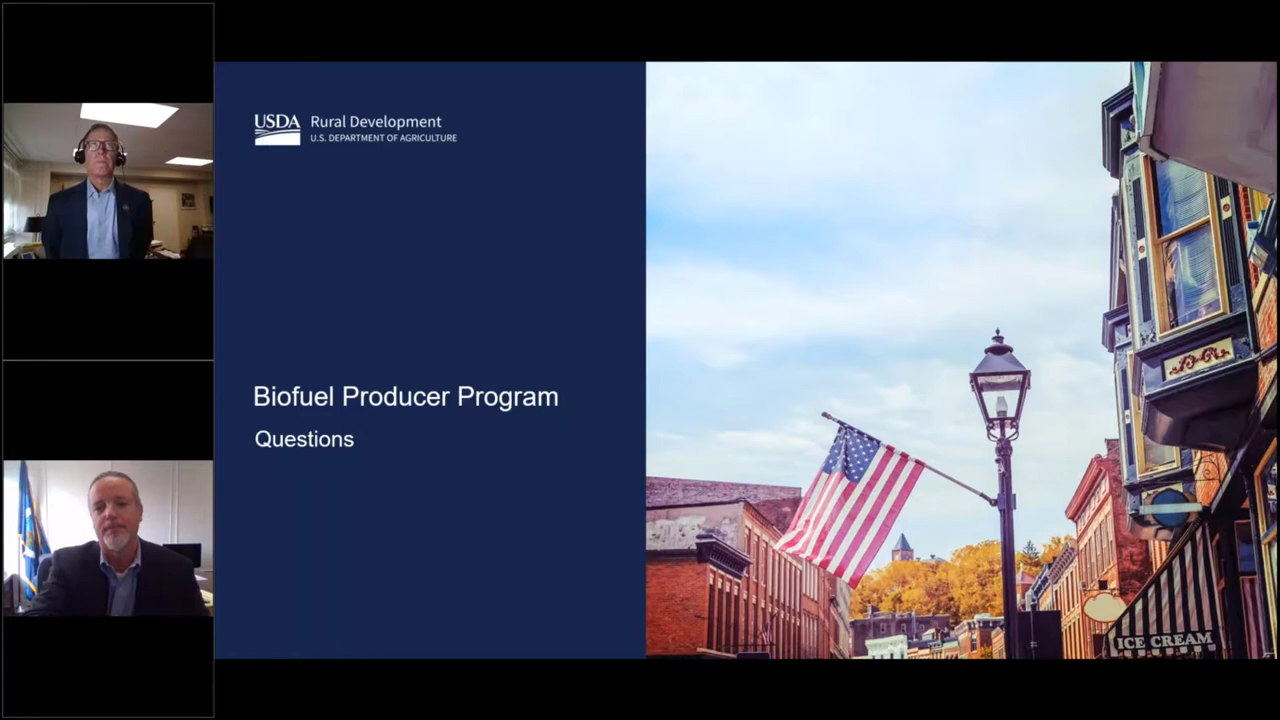 USDA Rural Development
U.S. DEPARTMENT OF AGRICULTURE
Biofuel Producer Program
Questions
ICE CREAM